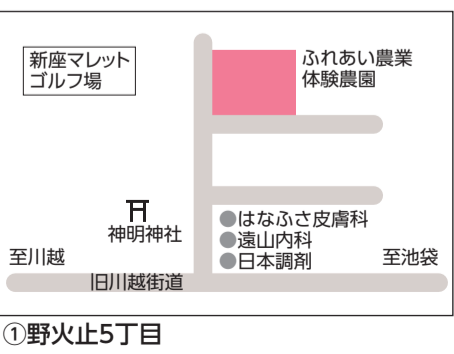 新座マレット
ゴルフ場
ふれあい農業
体験農園
神明神社
●はなふさ皮膚科
●遠山内科
●日本調剤
至川越
至池袋
旧川越街道
①野火止5丁目